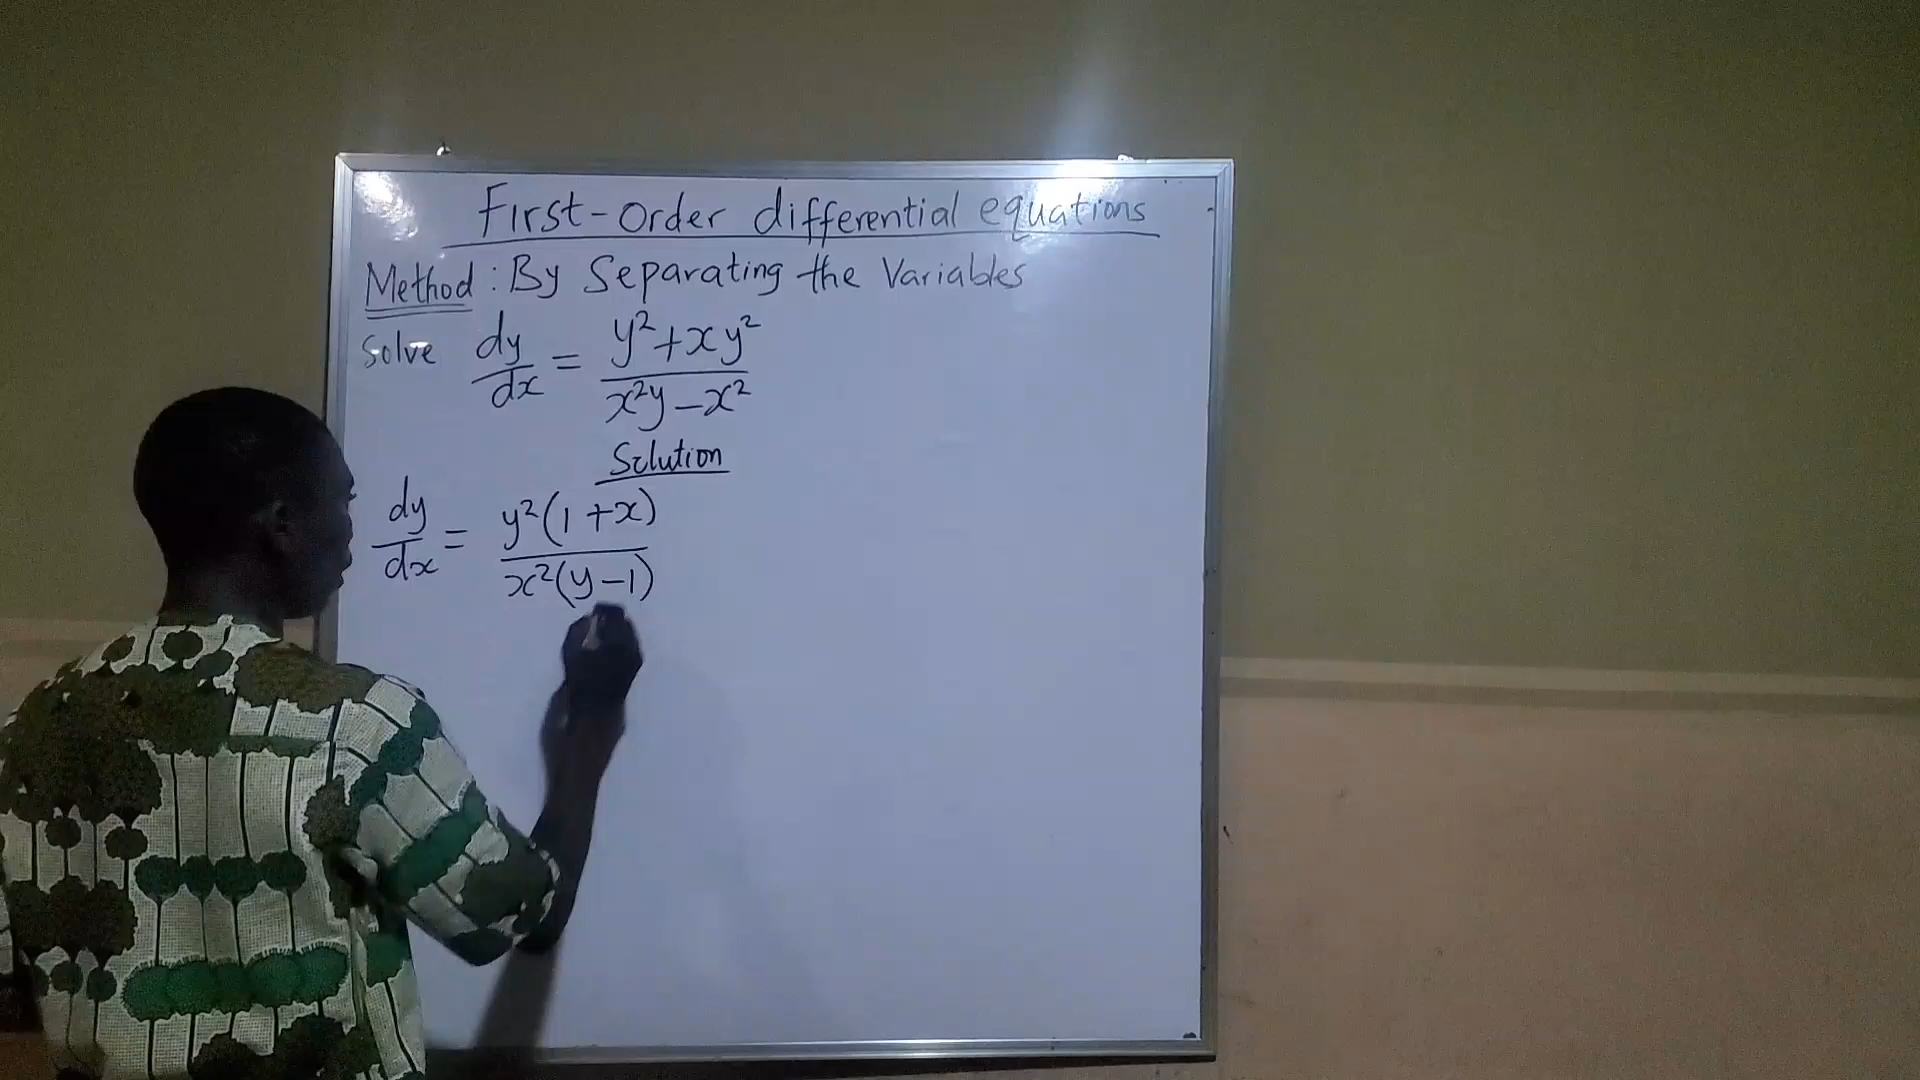 First-Order differential equations
Method: By Separating the Variables
Solve dy/dx = (y²+xy²)/(x²y-x²)
Solution
dy/dx = y²(1+x)/x²(y-1)